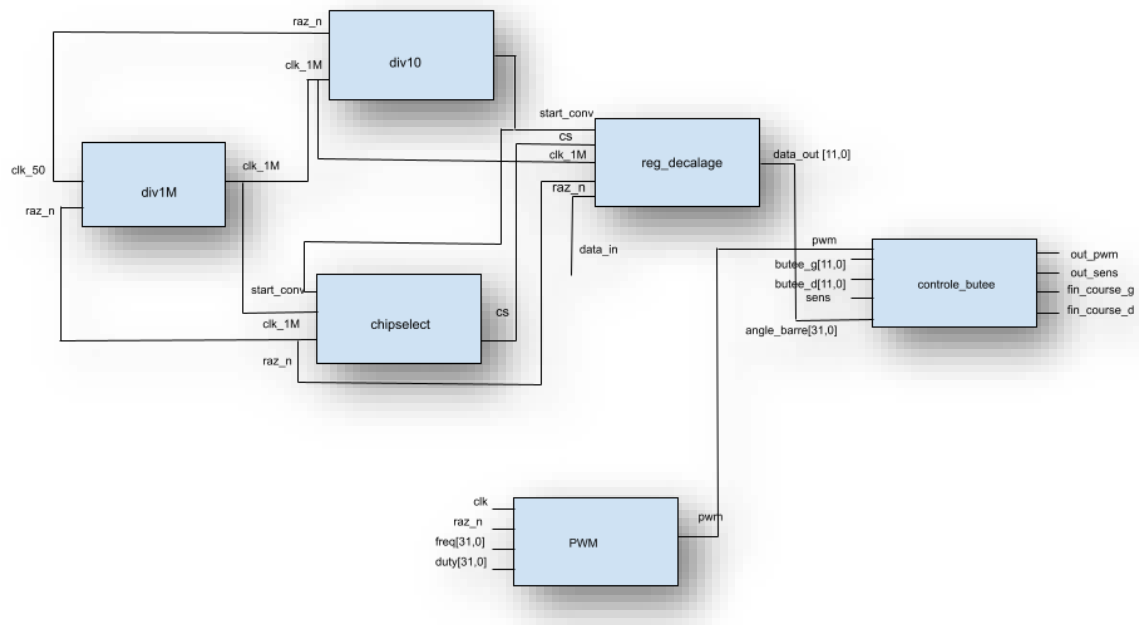 raz_n
div10
clk_1M
start_conv
cs
clk_1M
raz_n
reg_decalage
data_out [11,0]
data_in
clk_50
raz_n
div1M
clk_1M
start_conv
clk_1M
raz_n
chipselect
cs
pwm
butee_g[11,0]
butee_d[11,0]
sens
angle_barre[31,0]
controle_butee
out_pwm
out_sens
fin_course_g
fin_course_d
clk
raz_n
freq[31,0]
duty[31,0]
PWM
pwm